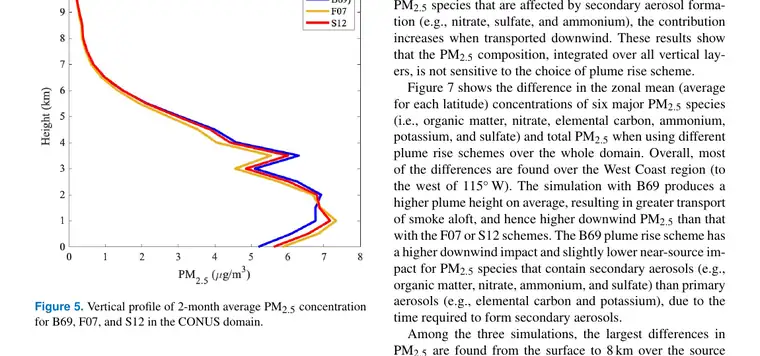 B69
F07
S12
9
8
7
6
5
4
3
2
1
0
Height (km)
0 1 2 3 4 5 6 7 8
PM2.5 (μg/m3)
Figure 5. Vertical profile of 2-month average PM2.5 concentration
for B69, F07, and S12 in the CONUS domain.
PM2.5 species that are affected by secondary aerosol forma-
tion (e.g., nitrate, sulfate, and ammonium), the contribution
increases when transported downwind. These results show
that the PM2.5 composition, integrated over all vertical lay-
ers, is not sensitive to the choice of plume rise scheme.
Figure 7 shows the difference in the zonal mean (average
for each latitude) concentrations of six major PM2.5 species
(i.e., organic matter, nitrate, elemental carbon, ammonium,
potassium, and sulfate) and total PM2.5 when using different
plume rise schemes over the whole domain. Overall, most
of the differences are found over the West Coast region (to
the west of 115° W). The simulation with B69 produces a
higher plume height on average, resulting in greater transport
of smoke aloft, and hence higher downwind PM2.5 than that
with the F07 or S12 schemes. The B69 plume rise scheme has
a higher downwind impact and slightly lower near-source im-
pact for PM2.5 species that contain secondary aerosols (e.g.,
organic matter, nitrate, ammonium, and sulfate) than primary
aerosols (e.g., elemental carbon and potassium), due to the
time required to form secondary aerosols.
Among the three simulations, the largest differences in
PM2.5 are found from the surface to 8 km over the source